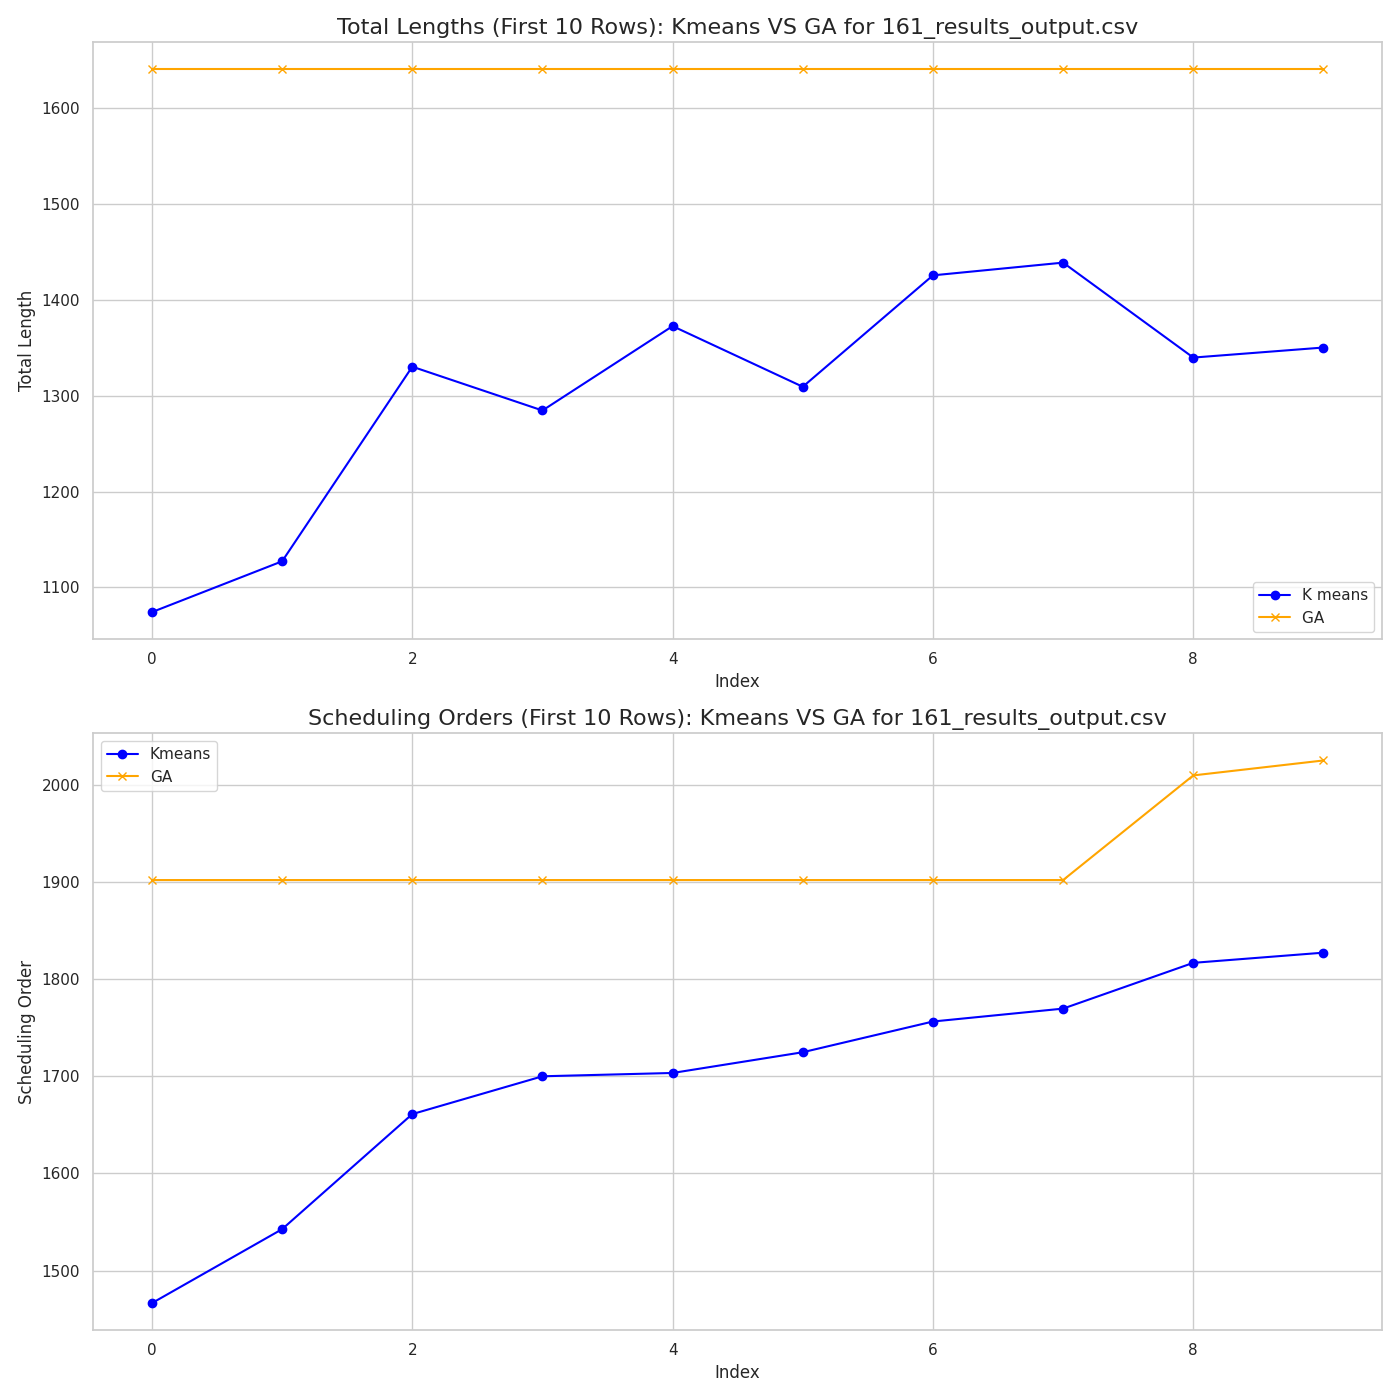 Total Lengths (First 10 Rows): Kmeans VS GA for 161_results_output.csv
1600
1500
1400
1300
1200
1100
Total Length
K means
GA
0 2 4 6 8
Index
Scheduling Orders (First 10 Rows): Kmeans VS GA for 161_results_output.csv
Kmeans
GA
2000
1900
1800
1700
1600
1500
Scheduling Order
0 2 4 6 8
Index